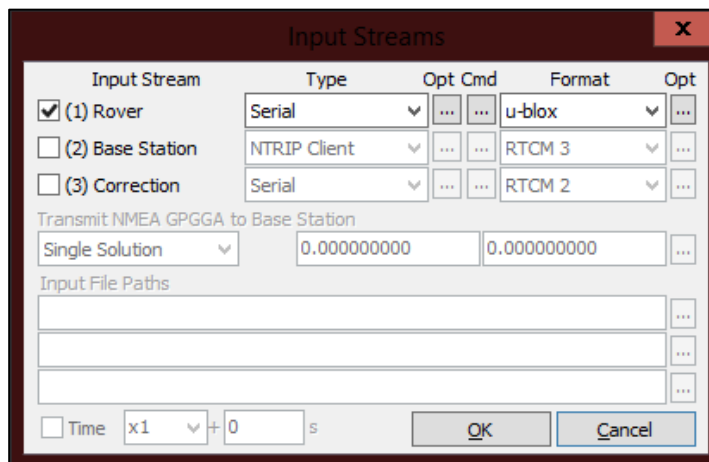 Input Streams x
Input Stream Type Opt Cmd Format Opt
(1) Rover Serial ... ... u-blox ...
(2) Base Station NTRIP Client ... ... RTCM 3
(3) Correction Serial ... ... RTCM 2
Transmit NMEA GPGGA to Base Station
Single Solution 0.000000000 0.000000000 ...
Input File Paths
...
...
...
Time x1 + 0 s OK Cancel